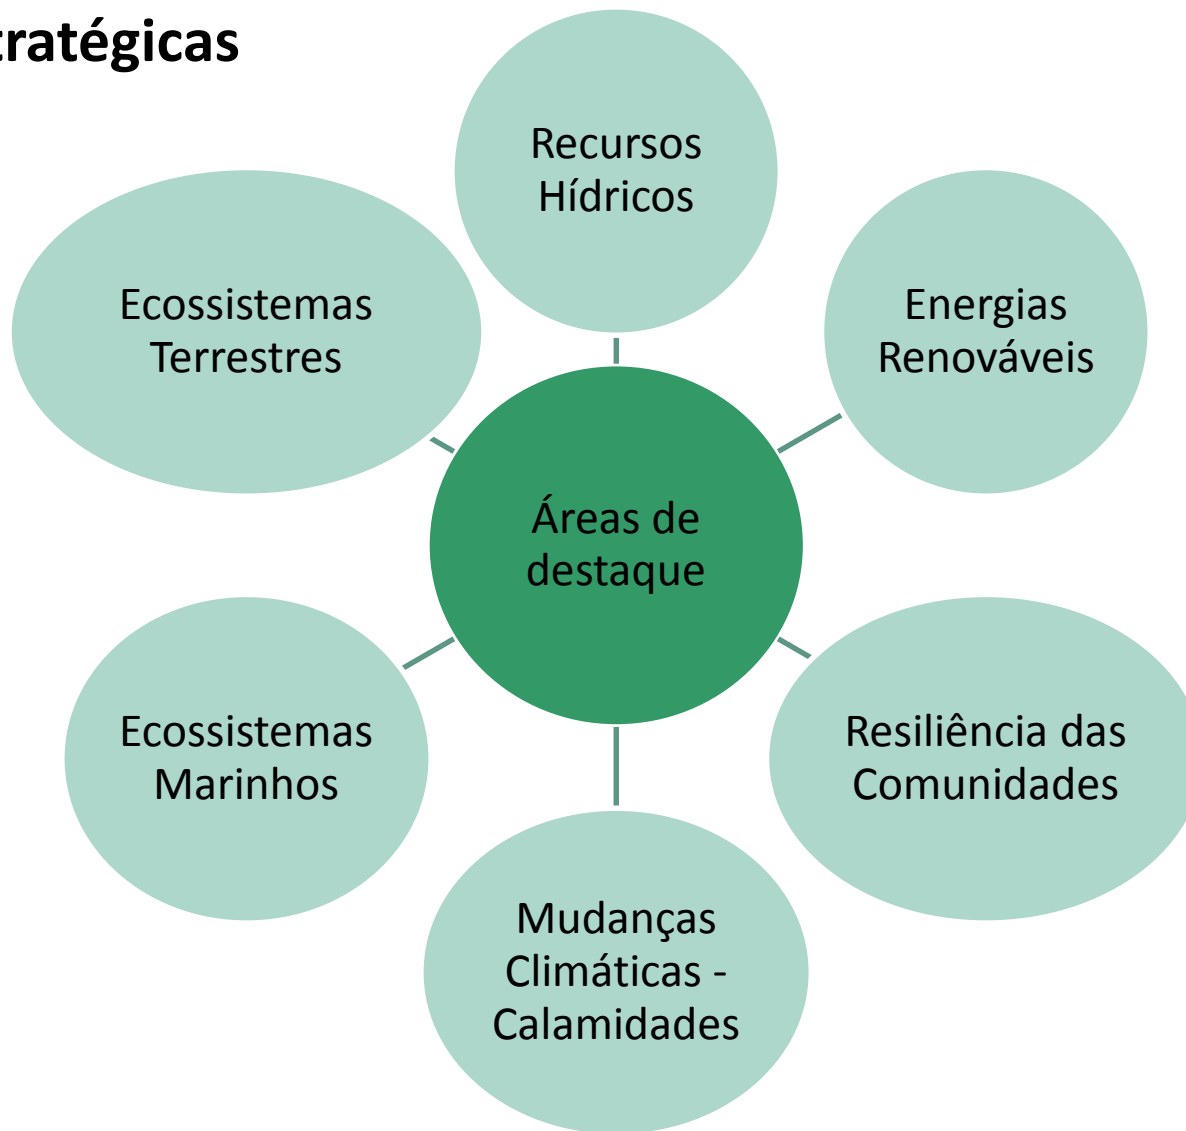 tratégicas
Recursos
Hídricos
Ecossistemas
Terrestres
Energias
Renováveis
Áreas de
destaque
Ecossistemas
Marinhos
Resiliência das
Comunidades
Mudanças
Climáticas -
Calamidades